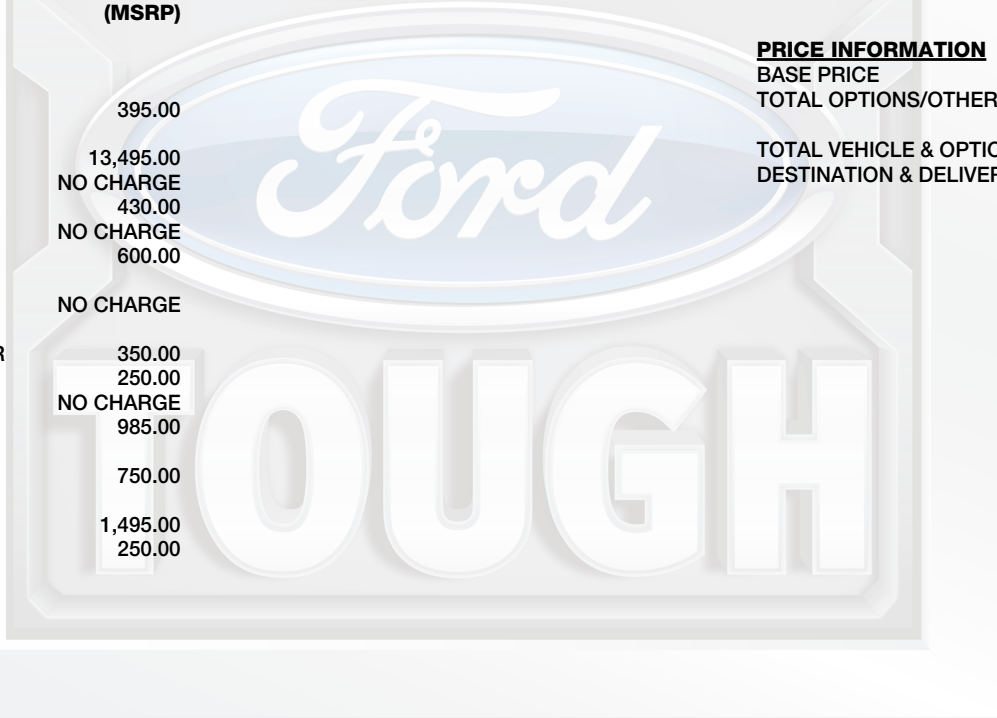 (MSRP)
395.00
13,495.00
NO CHARGE
430.00
NO CHARGE
600.00
NO CHARGE
R 350.00
250.00
NO CHARGE
985.00
750.00
1,495.00
250.00
PRICE INFORMATION
BASE PRICE
TOTAL OPTIONS/OTHER
TOTAL VEHICLE & OPTIO
DESTINATION & DELIVER
Ford
TOUGH